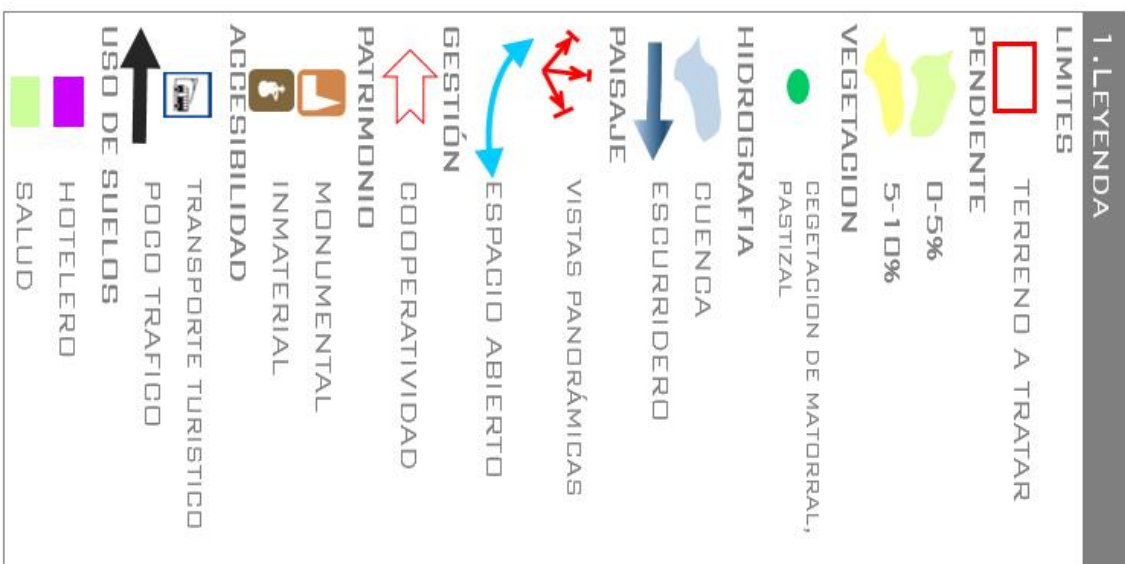 1.LEYENDA
LIMITES
TERRENO A TRATAR
PENDIENTE
0-5%
5-10%
VEGETACION
CEGETACION DE MATORRAL,
PASTIZAL
HIDROGRAFIA
CUENCA
ESCURRIDERO
PAISAJE
VISTAS PANORÁMICAS
ESPACIO ABIERTO
GESTIÓN
COOPERATIVIDAD
PATRIMONIO
MONUMENTAL
INMATERIAL
ACCESIBILIDAD
TRANSPORTE TURISTICO
POCO TRAFICO
USO DE SUELOS
HOTELERO
SALUD